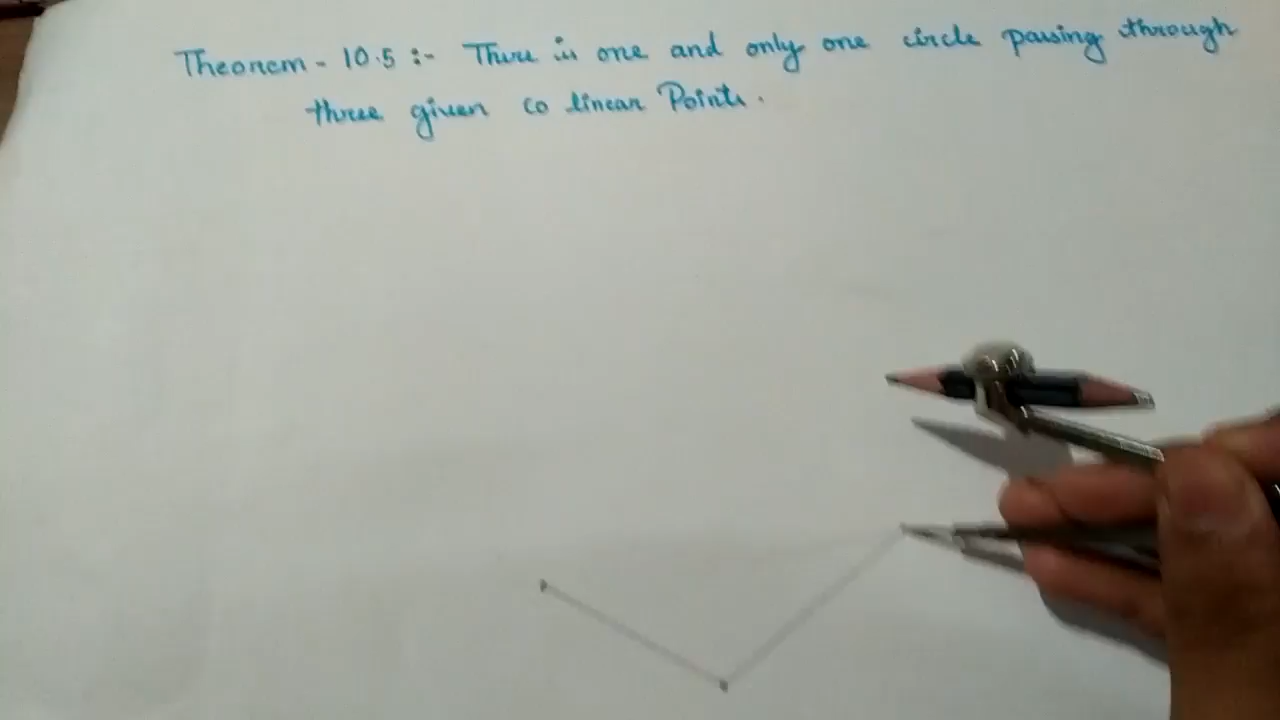 Theorem - 10.5 :- There is one and only one circle passing through
three given co linear Points.